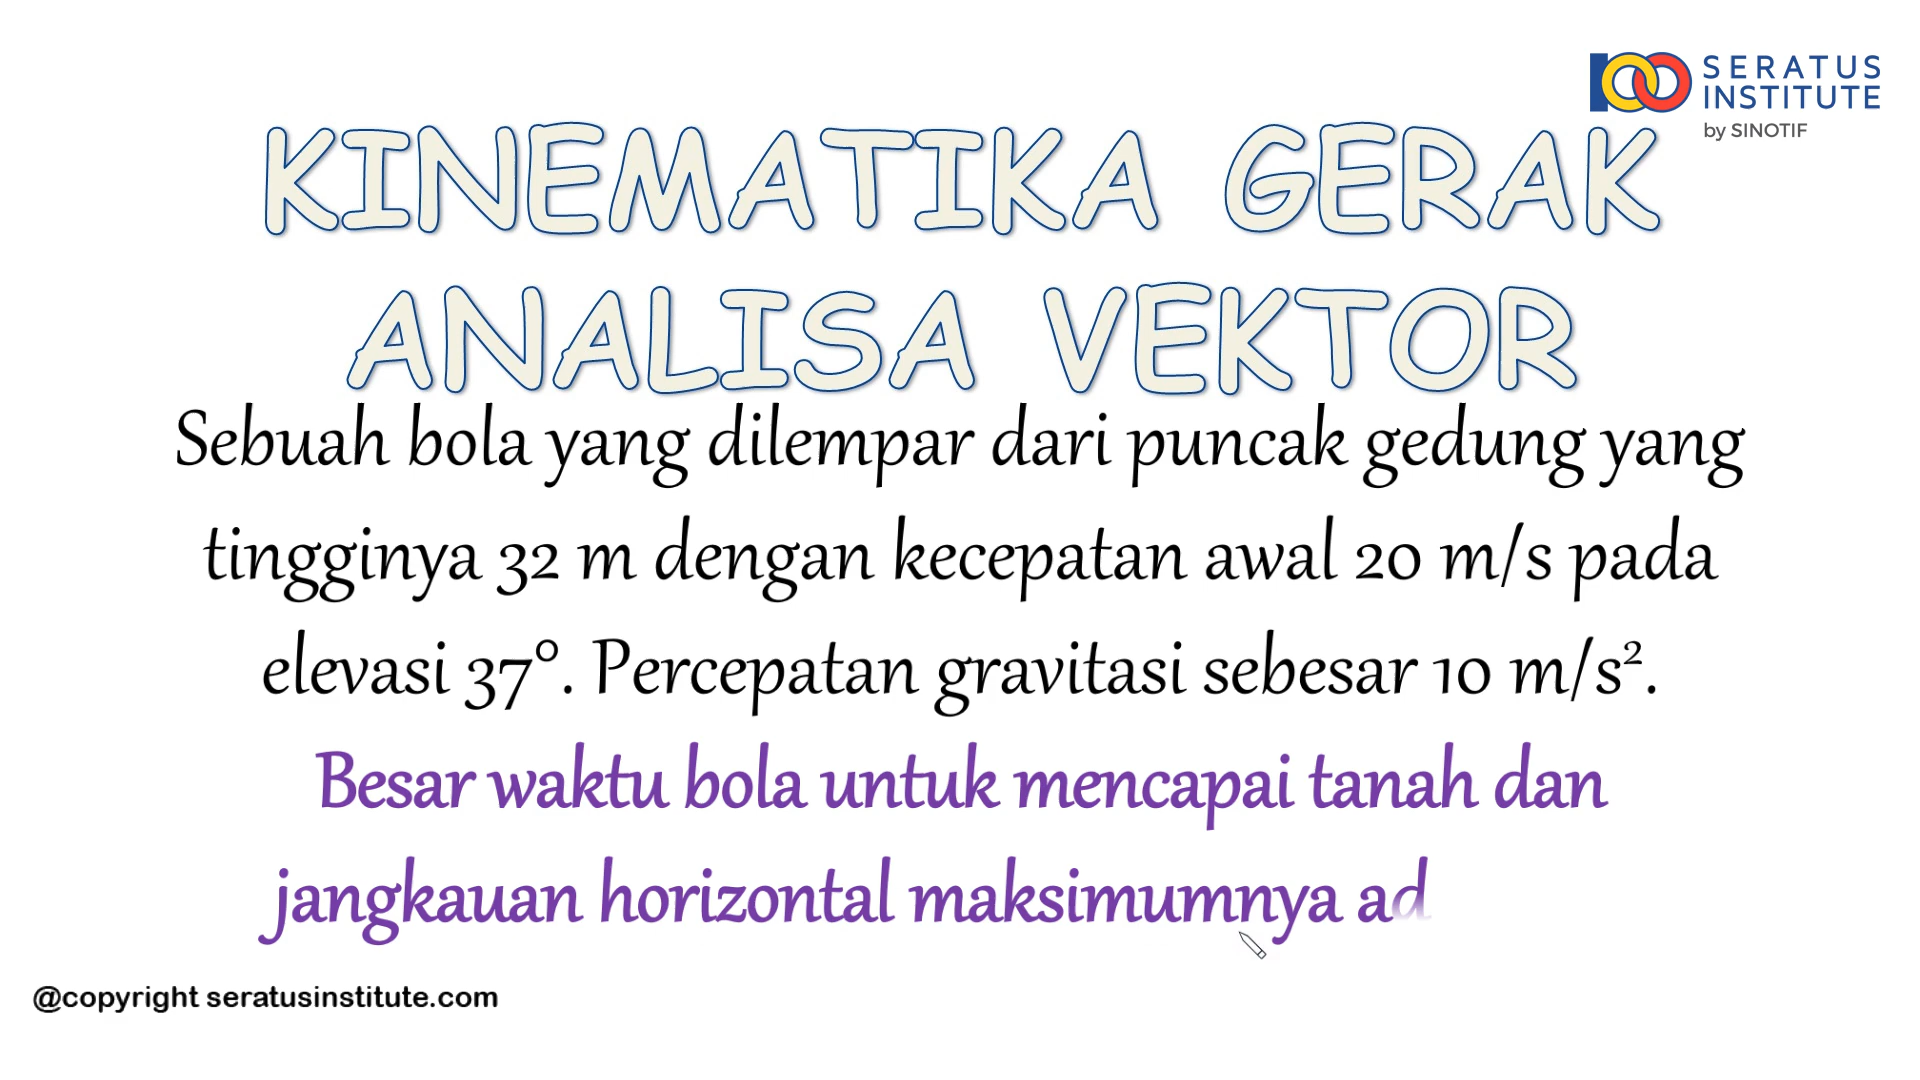 SERATUS
INSTITUTE
by SINOTIF
KINEMATIKA GERAK
ANALISA VEKTOR
Sebuah bola yang dilempar dari puncak gedung yang
tingginya 32 m dengan kecepatan awal 20 m/s pada
elevasi 37°. Percepatan gravitasi sebesar 10 m/s².
Besar waktu bola untuk mencapai tanah dan
jangkauan horizontal maksimumnya ad
@copyright seratusinstitute.com